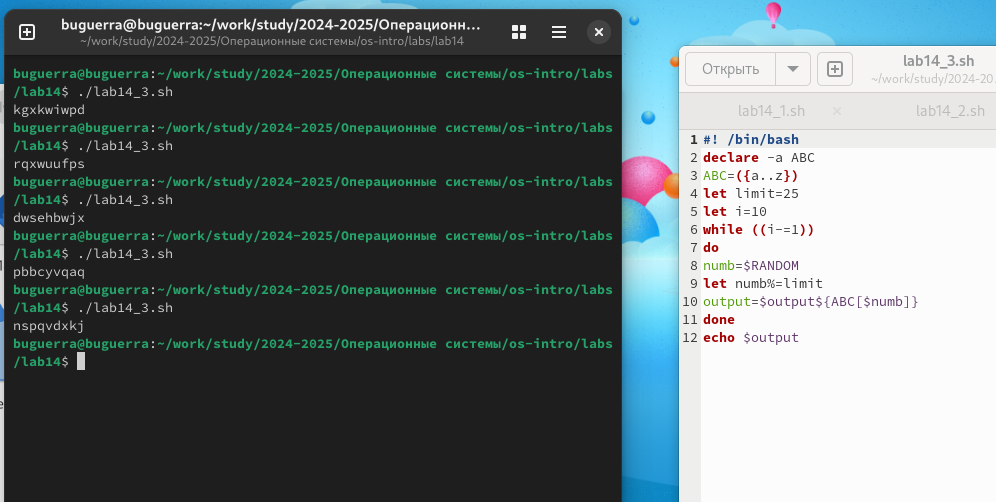 buguerra@buguerra:~/work/study/2024-2025/Операционн...
~/work/study/2024-2025/Операционные системы/os-intro/labs/lab14
buguerra@buguerra:~/work/study/2024-2025/Операционные системы/os-intro/labs
/lab14$ ./lab14_3.sh
kgxkwiwpd
buguerra@buguerra:~/work/study/2024-2025/Операционные системы/os-intro/labs
/lab14$ ./lab14_3.sh
rqxwuufps
buguerra@buguerra:~/work/study/2024-2025/Операционные системы/os-intro/labs
/lab14$ ./lab14_3.sh
dwsehbwjx
buguerra@buguerra:~/work/study/2024-2025/Операционные системы/os-intro/labs
/lab14$ ./lab14_3.sh
pbbcyvqaq
buguerra@buguerra:~/work/study/2024-2025/Операционные системы/os-intro/labs
/lab14$ ./lab14_3.sh
nspqvdxkj
buguerra@buguerra:~/work/study/2024-2025/Операционные системы/os-intro/labs
/lab14$
Открыть
lab14_3.sh
~/work/study/2024-20
lab14_1.sh × lab14_2.sh
1 #! /bin/bash
2 declare -a ABC
3 ABC=({a..z})
4 let limit=25
5 let i=10
6 while ((i-=1))
7 do
8 numb=$RANDOM
9 let numb%=limit
10 output=$output${ABC[$numb]}
11 done
12 echo $output